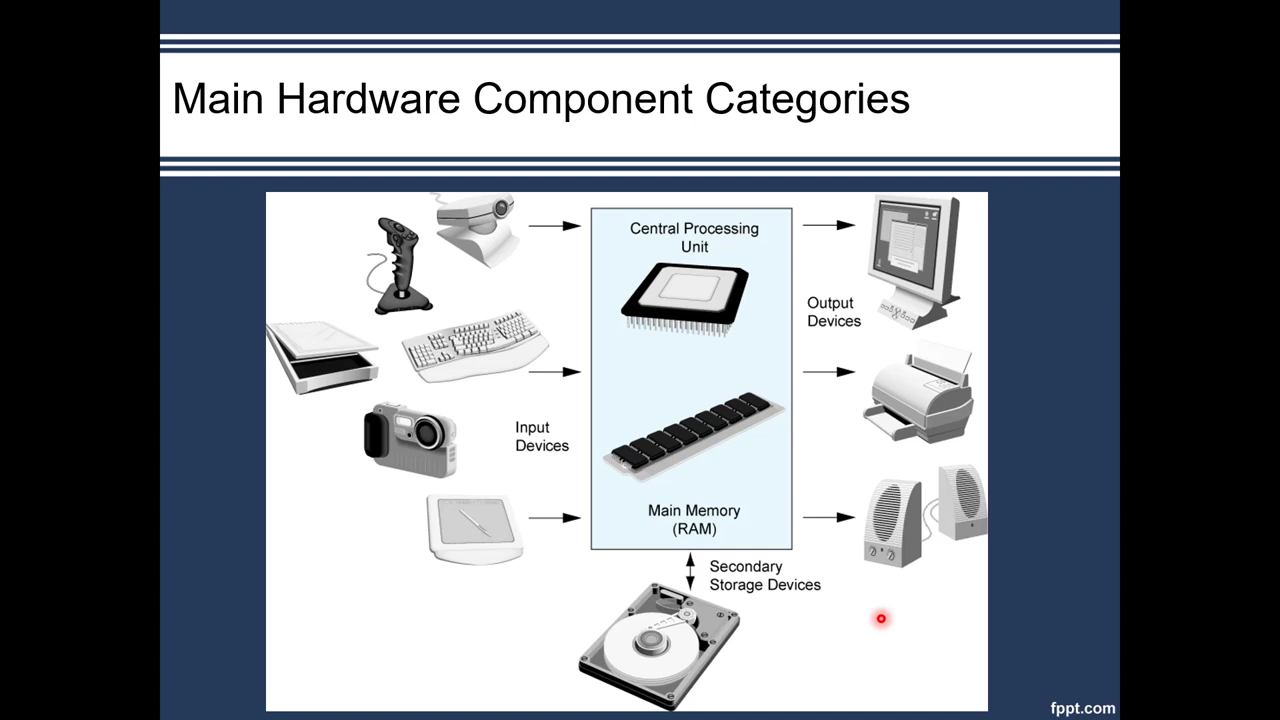 Main Hardware Component Categories
Central Processing
Unit
Output
Devices
Input
Devices
Main Memory
(RAM)
Secondary
Storage Devices
fppt.com